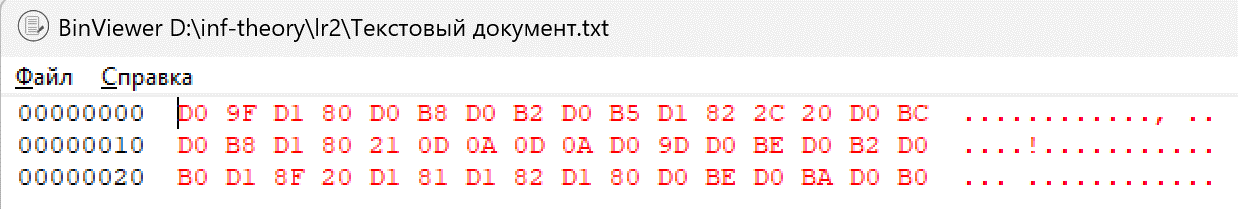 BinViewer D:\inf-theory\lr2\Текстовый документ.txt
Файл Справка
00000000 D0 9F D1 80 D0 B8 D0 B2 D0 B5 D1 82 2C 20 D0 BC ............, ..
00000010 D0 B8 D1 80 21 0D 0A 0D 0A D0 9D D0 BE D0 B2 D0 ....!...........
00000020 B0 D1 8F 20 D1 81 D1 82 D1 80 D0 BE D0 BA D0 B0 ... ............